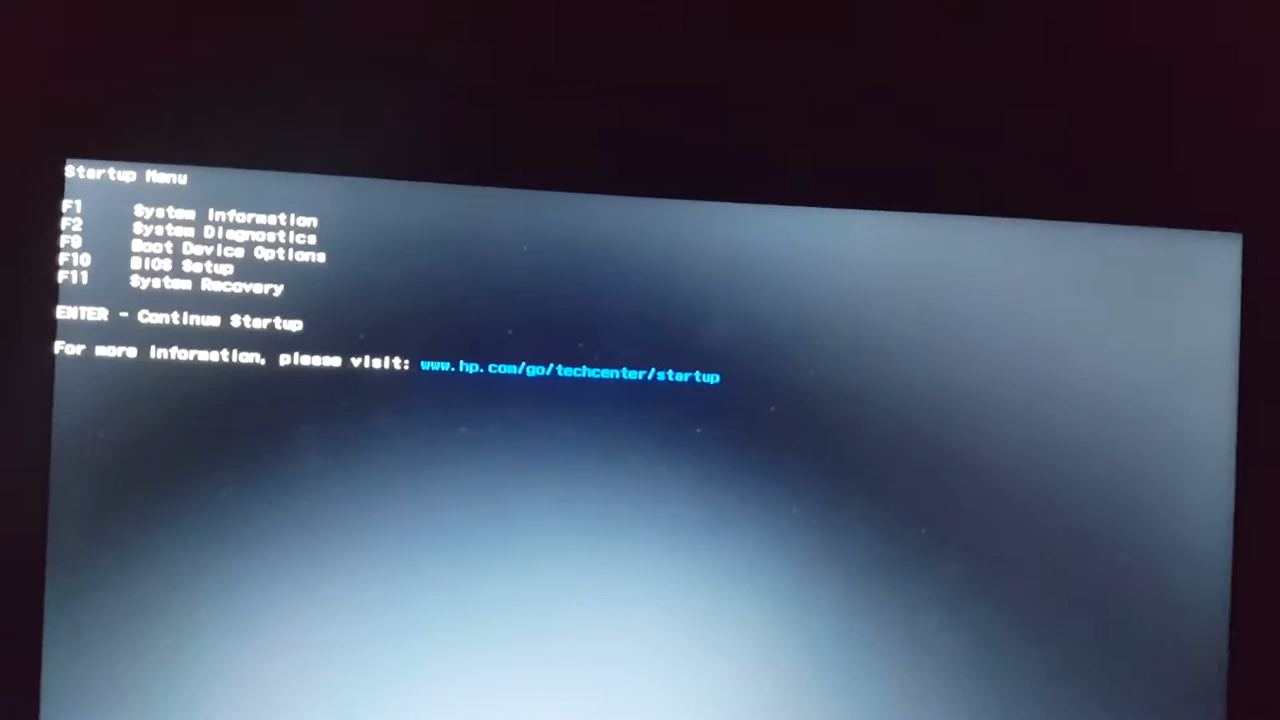 Startup Menu
F1 System Information
F2 System Diagnostics
F9 Boot Device Options
F10 BIOS Setup
F11 System Recovery
ENTER - Continue Startup
For more information, please visit: www.hp.com/go/techcenter/startup